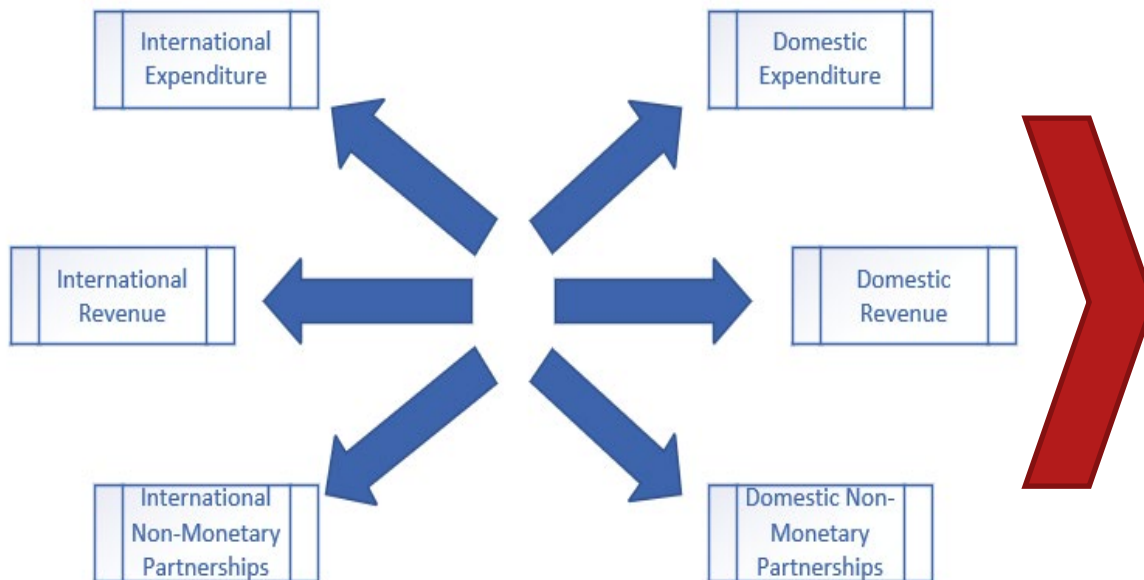 International
Expenditure
Domestic
Expenditure
International
Revenue
Domestic
Revenue
International
Non-Monetary
Partnerships
Domestic Non-
Monetary
Partnerships